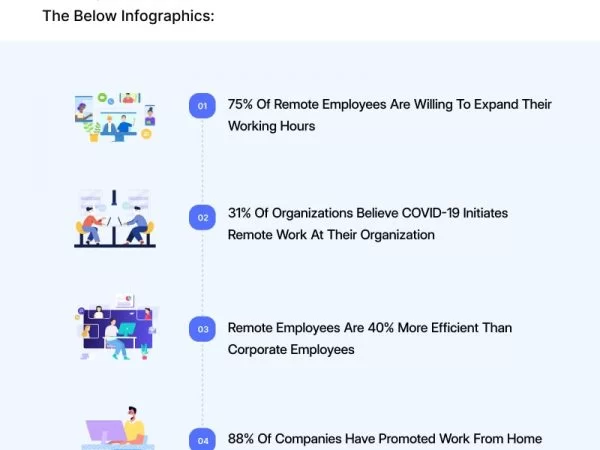 The Below Infographics:
01
75% Of Remote Employees Are Willing To Expand Their
Working Hours
02
31% Of Organizations Believe COVID-19 Initiates
Remote Work At Their Organization
03
Remote Employees Are 40% More Efficient Than
Corporate Employees
04
88% Of Companies Have Promoted Work From Home